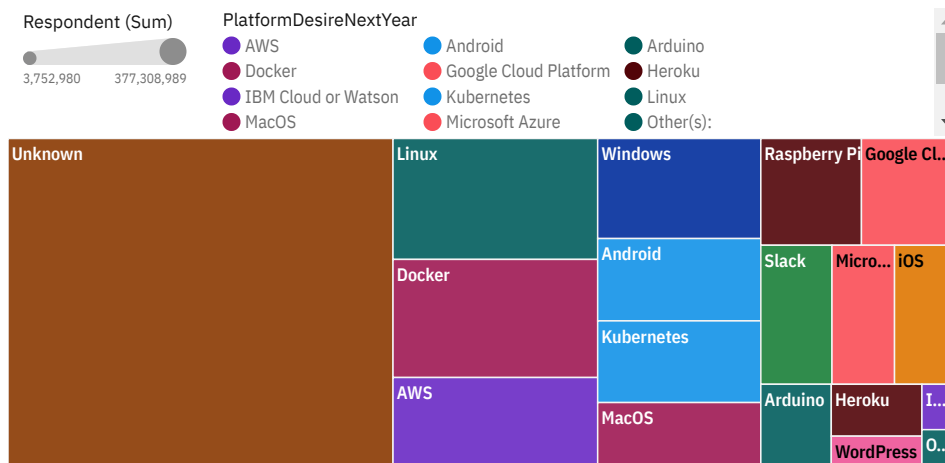 Respondent (Sum)
3,752,980 377,308,989
PlatformDesireNextYear
AWS Android Arduino
Docker Google Cloud Platform Heroku
IBM Cloud or Watson Kubernetes Linux
MacOS Microsoft Azure Other(s):
Unknown Linux Windows Raspberry Pi Google Cl...
Android Slack Micro... iOS
Docker
Kubernetes
AWS Arduino Heroku I...
MacOS
WordPress O...